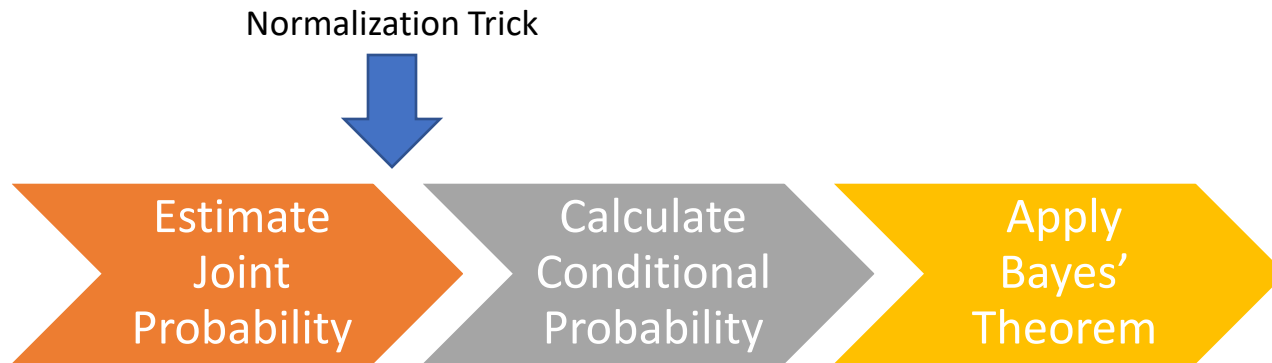 Normalization Trick
Estimate
Joint
Probability
Calculate
Conditional
Probability
Apply
Bayes’
Theorem